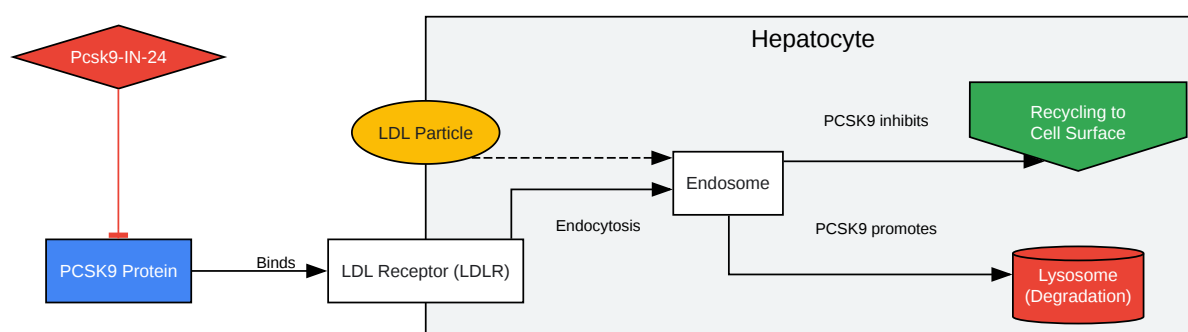 Hepatocyte
Pcsk9-IN-24
LDL Particle
PCSK9 inhibits
Recycling to
Cell Surface
Endosome
Endocytosis
PCSK9 promotes
PCSK9 Protein
Binds
LDL Receptor (LDLR)
Lysosome
(Degradation)